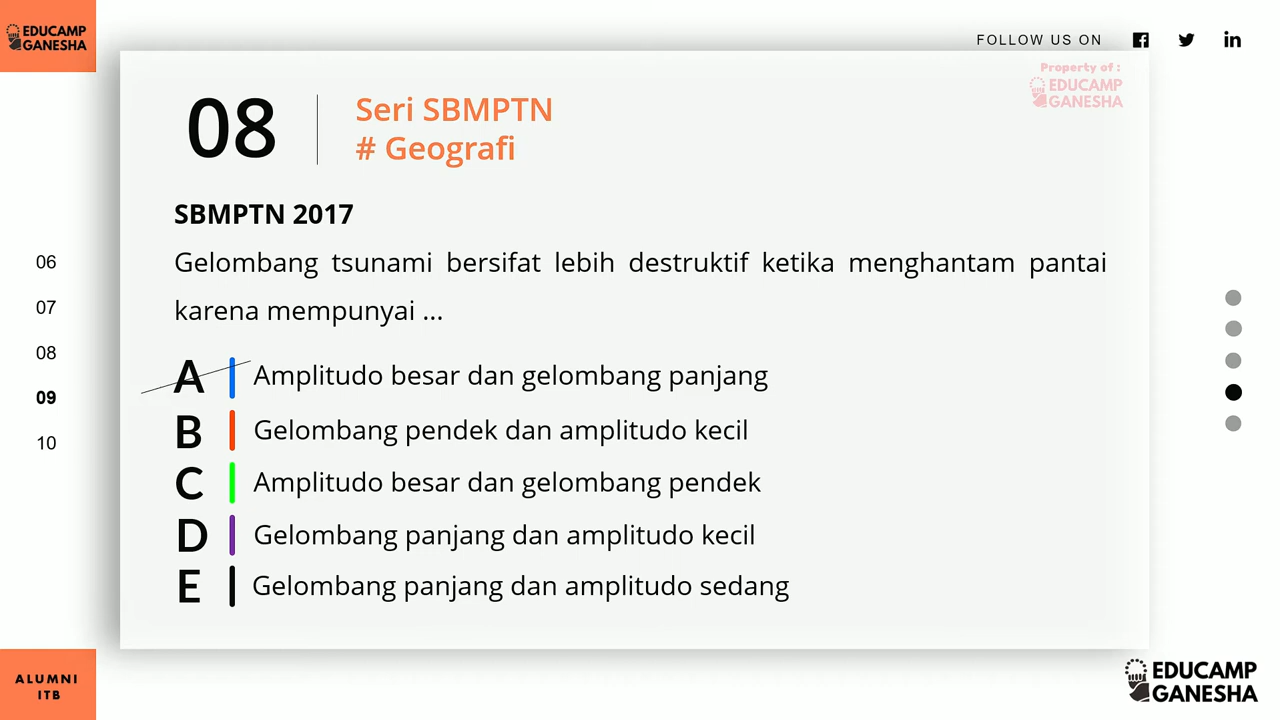 EDUCAMP
GANESHA
FOLLOW US ON
Property of :
EDUCAMP
GANESHA
08
Seri SBMPTN
# Geografi
SBMPTN 2017
Gelombang tsunami bersifat lebih destruktif ketika menghantam pantai
karena mempunyai ...
A Amplitudo besar dan gelombang panjang
B Gelombang pendek dan amplitudo kecil
C Amplitudo besar dan gelombang pendek
D Gelombang panjang dan amplitudo kecil
E Gelombang panjang dan amplitudo sedang
06
07
08
09
10
ALUMNI
ITB
EDUCAMP
GANESHA